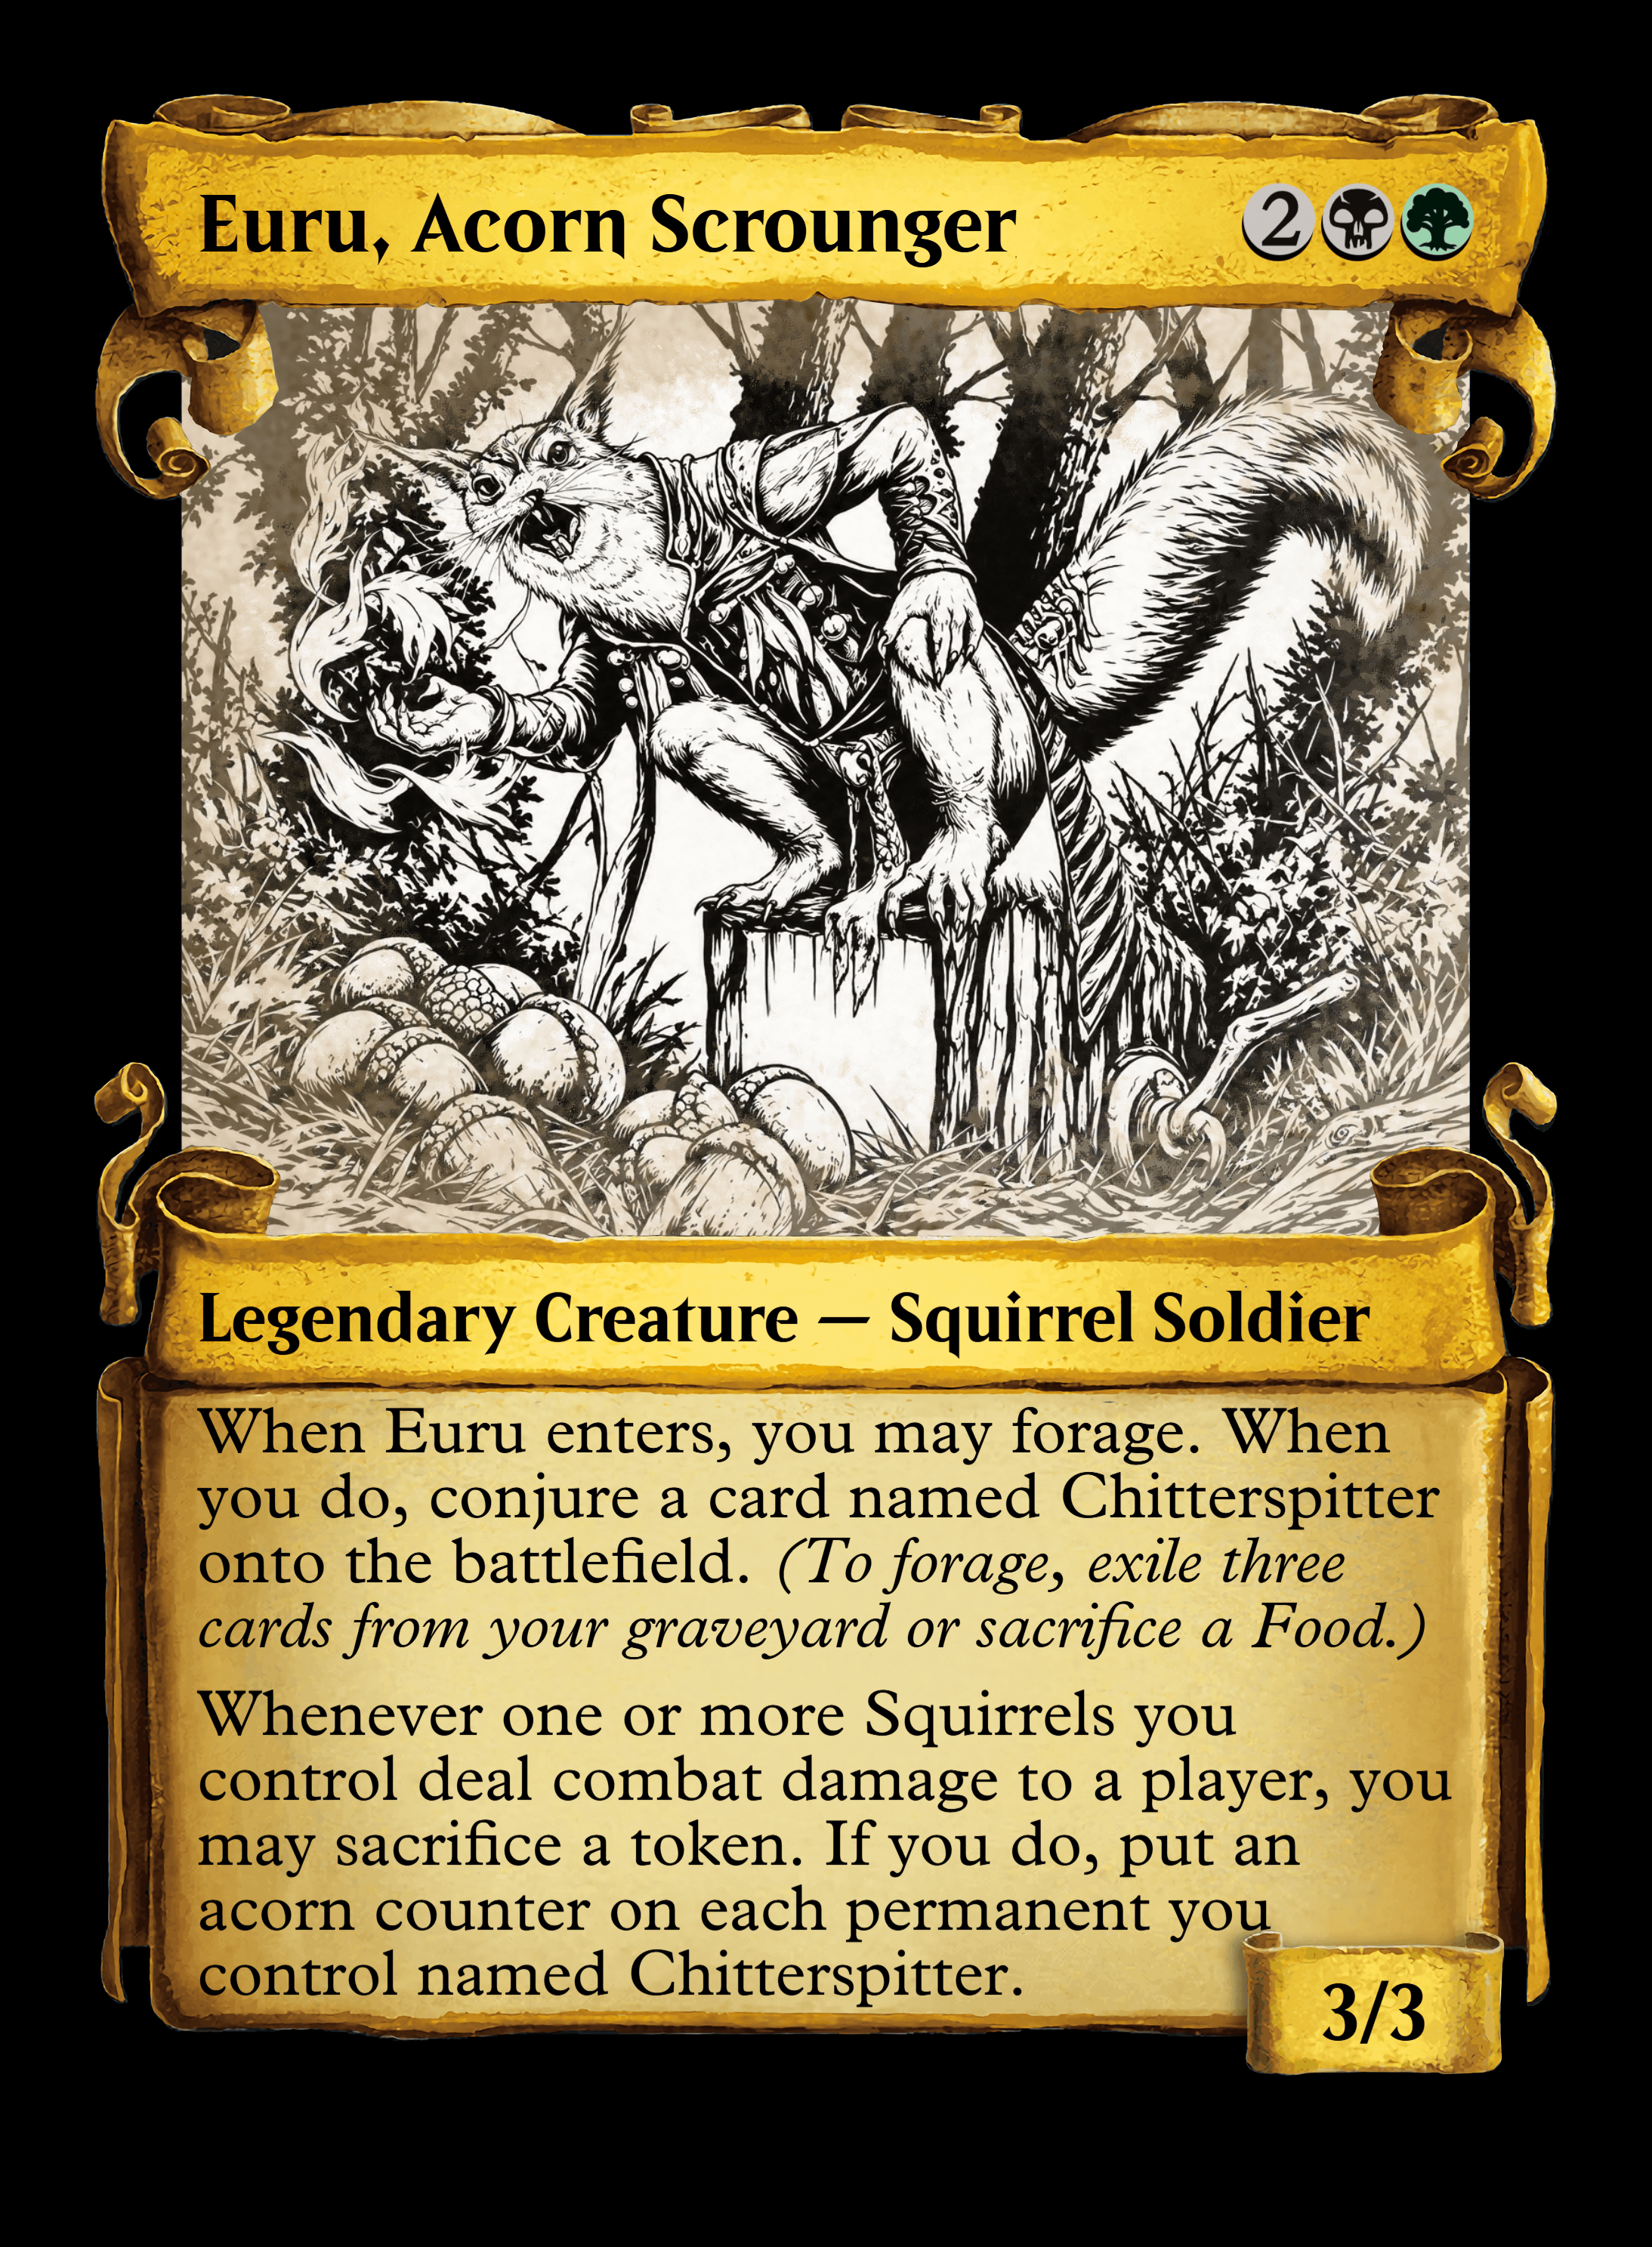 Euru, Acorn Scrounger 2
Legendary Creature — Squirrel Soldier
When Euru enters, you may forage. When
you do, conjure a card named Chitterspitter
onto the battlefield. (To forage, exile three
cards from your graveyard or sacrifice a Food.)
Whenever one or more Squirrels you
control deal combat damage to a player, you
may sacrifice a token. If you do, put an
acorn counter on each permanent you
control named Chitterspitter.
3/3